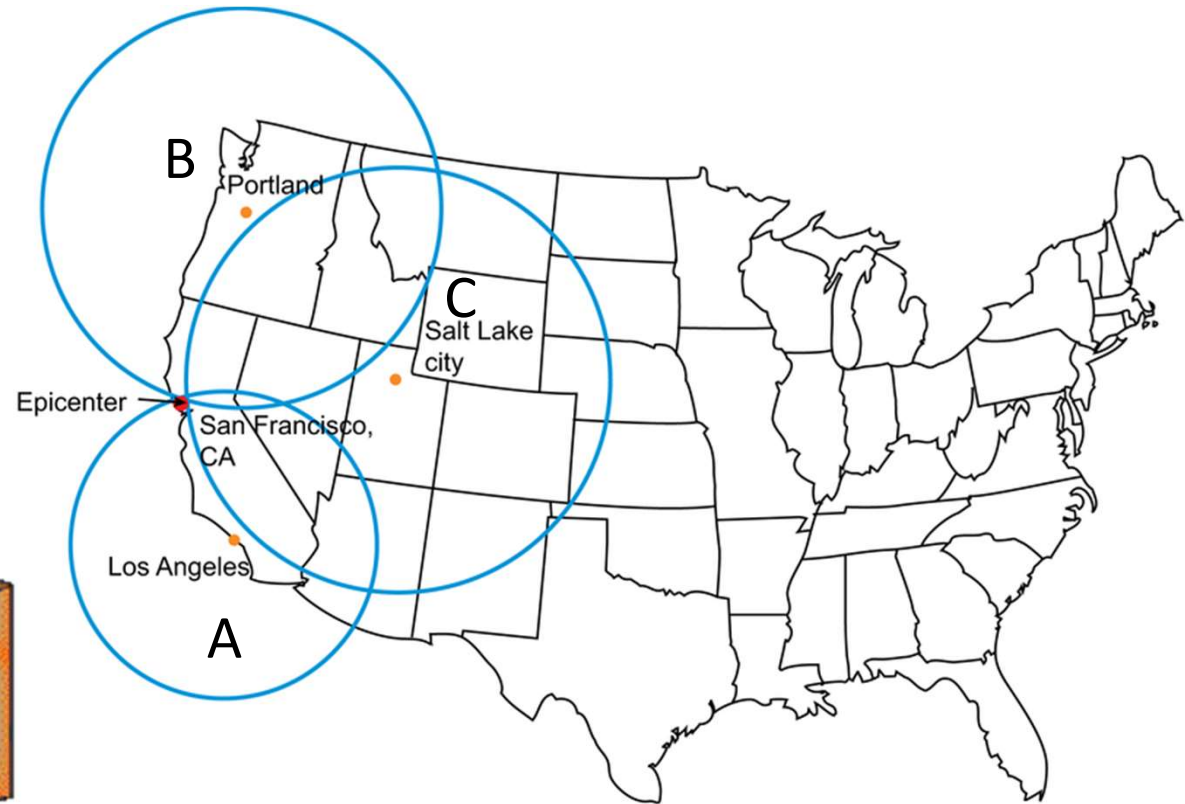 B
Portland
C
Salt Lake
city
Epicenter
San Francisco,
CA
Los Angeles
A